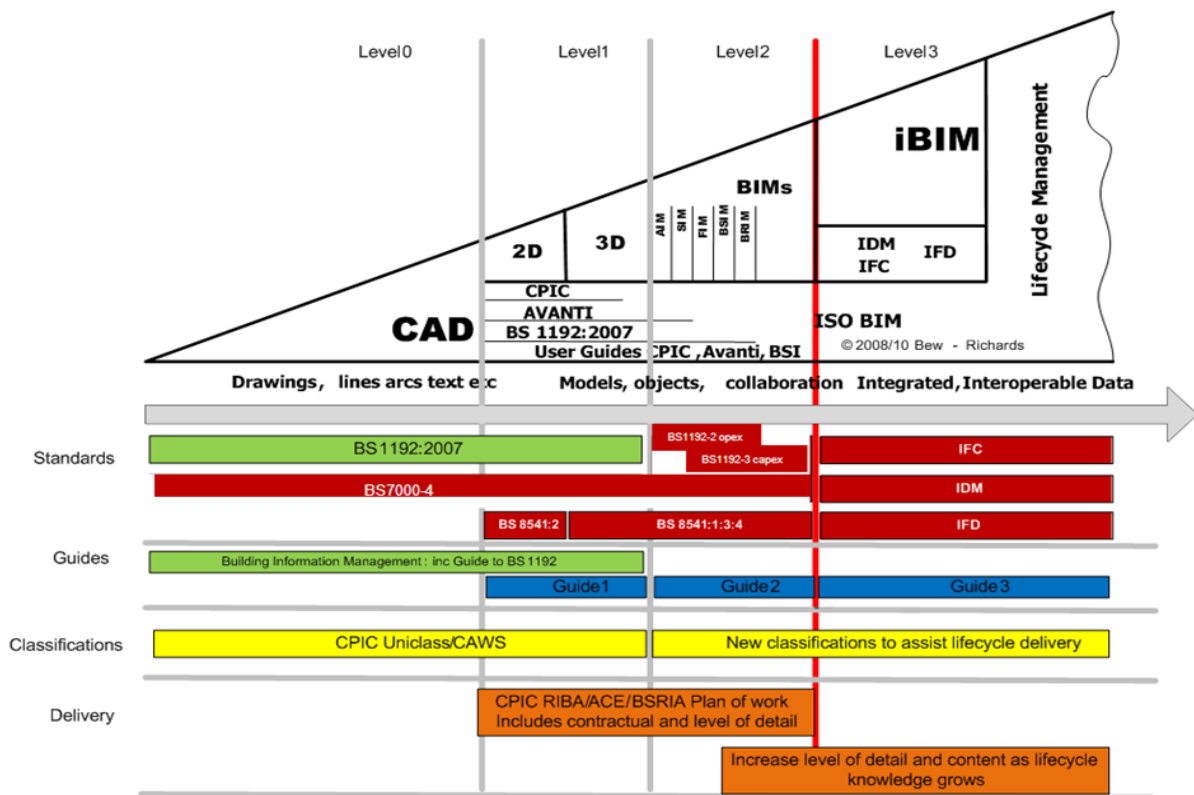 Level0
Level1
Level2
Level3
iBIM
Lifecycle Management
BIMs
AIM
SIM
FIM
BSIM
BRIM
2D
3D
IDM
IFD
IFC
CPIC
AVANTI
CAD
BS 1192:2007
ISO BIM
User Guides CPIC ,Avanti, BSI
© 2008/10 Bew - Richards
Drawings, lines arcs text etc
Models, objects, collaboration
Integrated, Interoperable Data
Standards
BS1192:2007
BS1192-2 opex
BS1192-3 capex
IFC
BS7000-4
IDM
BS 8541:2
BS 8541:1:3:4
IFD
Guides
Building Information Management : inc Guide to BS 1192
Guide1
Guide2
Guide3
Classifications
CPIC Uniclass/CAWS
New classifications to assist lifecycle delivery
Delivery
CPIC RIBA/ACE/BSRIA Plan of work
Includes contractual and level of detail
Increase level of detail and content as lifecycle
knowledge grows